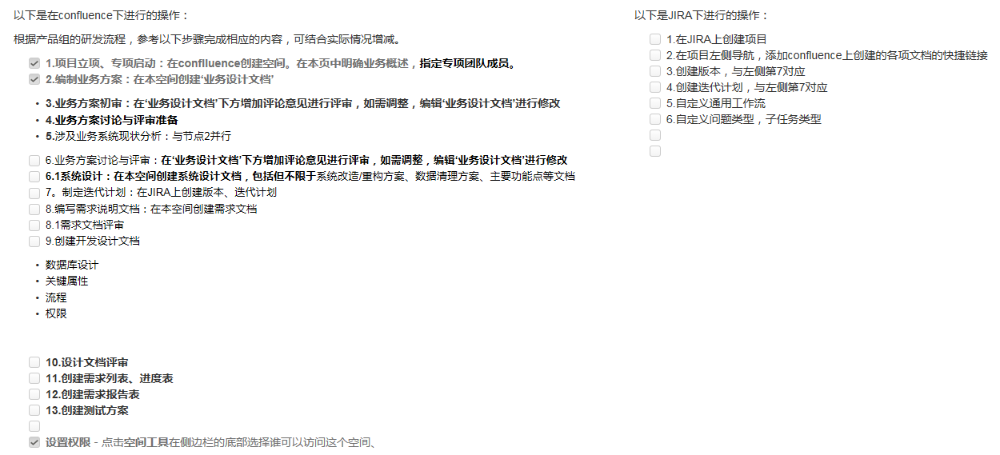 以下是在confluence下进行的操作：
根据产品组的研发流程，参考以下步骤完成相应的内容，可结合实际情况增减。
1.项目立项、专项启动：在conflluence创建空间。在本页中明确业务概述，指定专项团队成员。
2.编制业务方案：在本空间创建‘业务设计文档’
• 3.业务方案初审：在‘业务设计文档’下方增加评论意见进行评审，如需调整，编辑‘业务设计文档’进行修改
• 4.业务方案讨论与评审准备
• 5.涉及业务系统现状分析：与节点2并行
6.业务方案讨论与评审：在‘业务设计文档’下方增加评论意见进行评审，如需调整，编辑‘业务设计文档’进行修改
6.1系统设计：在本空间创建系统设计文档，包括但不限于系统改造/重构方案、数据清理方案、主要功能点等文档
7。制定迭代计划：在JIRA上创建版本、迭代计划
8.编写需求说明文档：在本空间创建需求文档
8.1需求文档评审
9.创建开发设计文档
• 数据库设计
• 关键属性
• 流程
• 权限
10.设计文档评审
11.创建需求列表、进度表
12.创建需求报告表
13.创建测试方案
设置权限 - 点击空间工具在侧边栏的底部选择谁可以访问这个空间、
以下是JIRA下进行的操作：
1.在JIRA上创建项目
2.在项目左侧导航，添加confluence上创建的各项文档的快捷链接
3.创建版本，与左侧第7对应
4.创建迭代计划，与左侧第7对应
5.自定义通用工作流
6.自定义问题类型，子任务类型